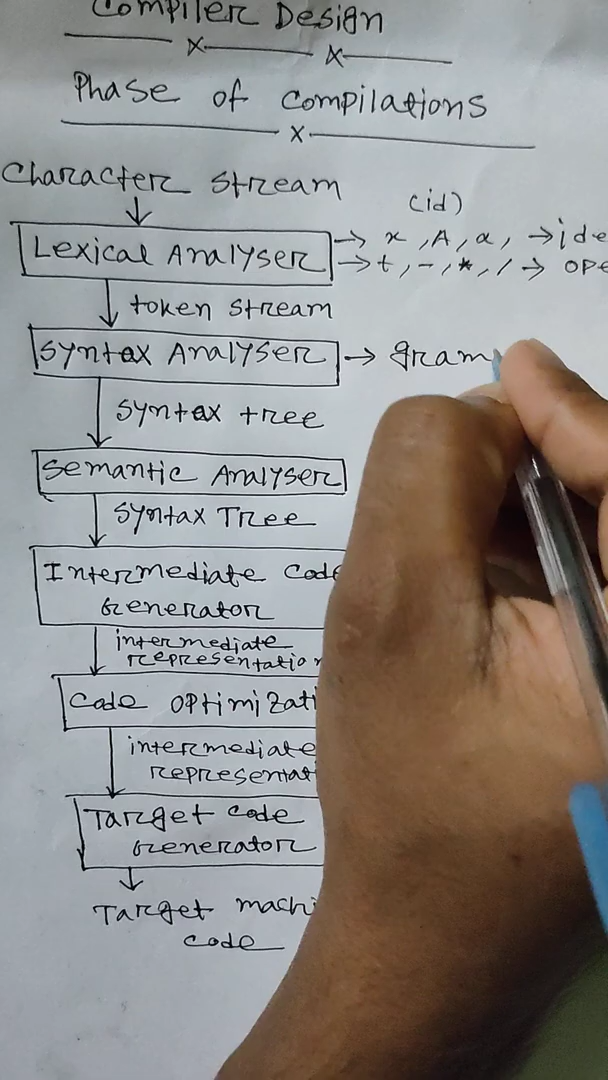 Compiler Design
Phase of compilations
Character Stream
(id)
Lexical Analyser → x, A, a, → ide
→ +, -, *, / → ope
token stream
Syntax Analyser → gram
Syntax tree
Semantic Analyser
Syntax Tree
Intermediate Code
Generator
intermediate
representation
Code Optimizati
intermediate
representat
Target code
Generator
Target machi
code